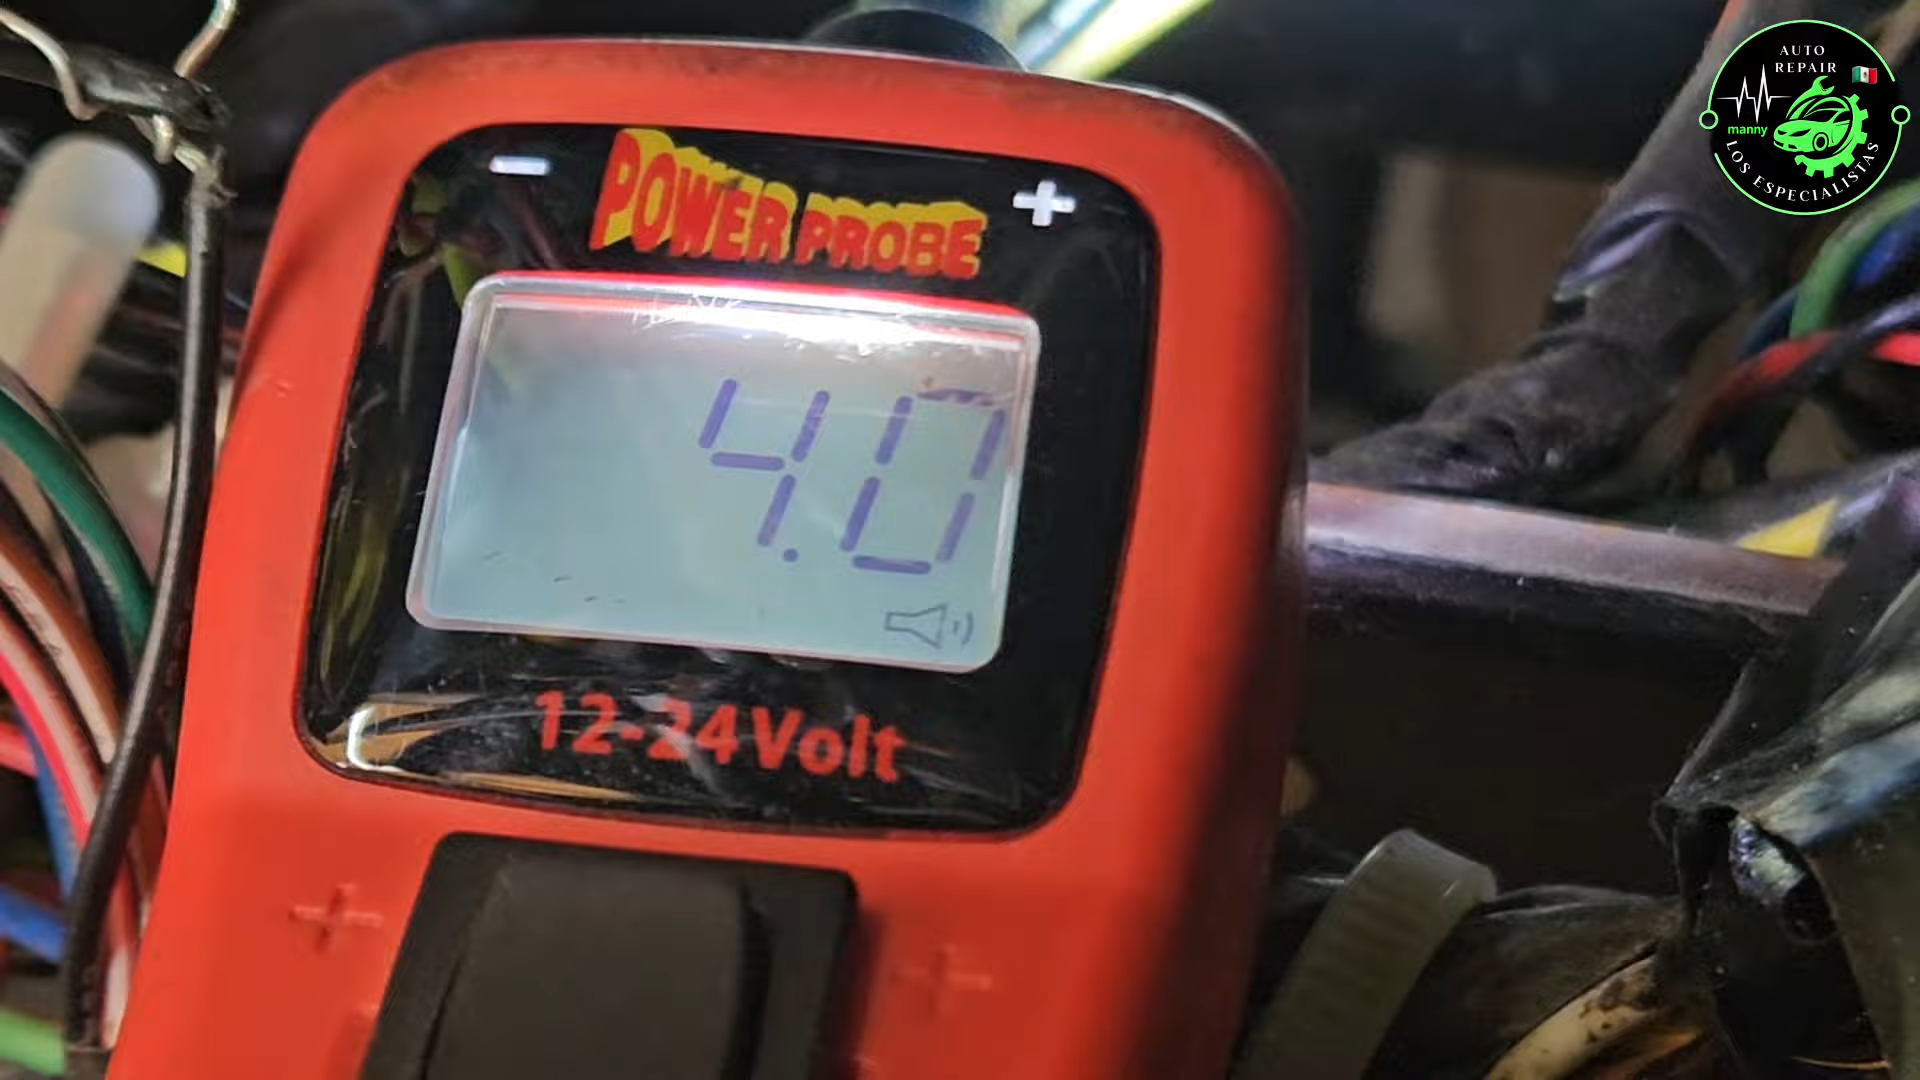 POWER PROBE
4.0
12-24Volt
AUTO
REPAIR
manny
LOS ESPECIALISTAS